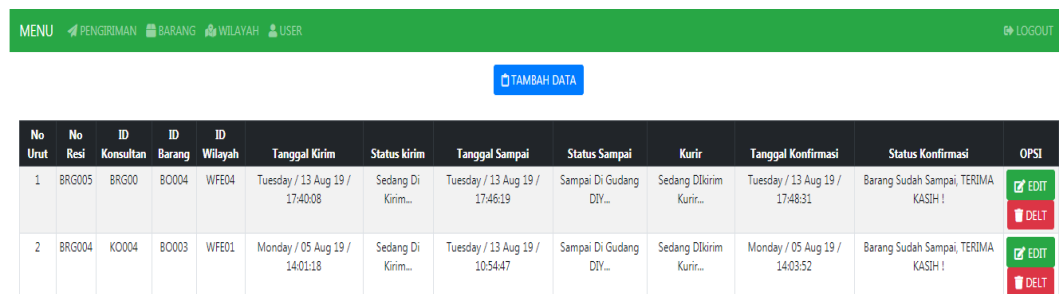 MENU PENGIRIMAN BARANG WILAYAH USER LOGOUT
TAMBAH DATA
No Urut No Resi ID Konsultan ID Barang ID Wilayah Tanggal Kirim Status kirim Tanggal Sampai Status Sampai Kurir Tanggal Konfirmasi Status Konfirmasi OPSI
1 BRG005 BRG00 BO004 WFE04 Tuesday / 13 Aug 19 / 17:40:08 Sedang Di Kirim... Tuesday / 13 Aug 19 / 17:46:19 Sampai Di Gudang DIY... Sedang DIkirim Kurir... Tuesday / 13 Aug 19 / 17:48:31 Barang Sudah Sampai, TERIMA KASIH ! EDIT
DELT
2 BRG004 KO004 BO003 WFE01 Monday / 05 Aug 19 / 14:01:18 Sedang Di Kirim... Tuesday / 13 Aug 19 / 10:54:47 Sampai Di Gudang DIY... Sedang DIkirim Kurir... Monday / 05 Aug 19 / 14:03:52 Barang Sudah Sampai, TERIMA KASIH ! EDIT
DELT